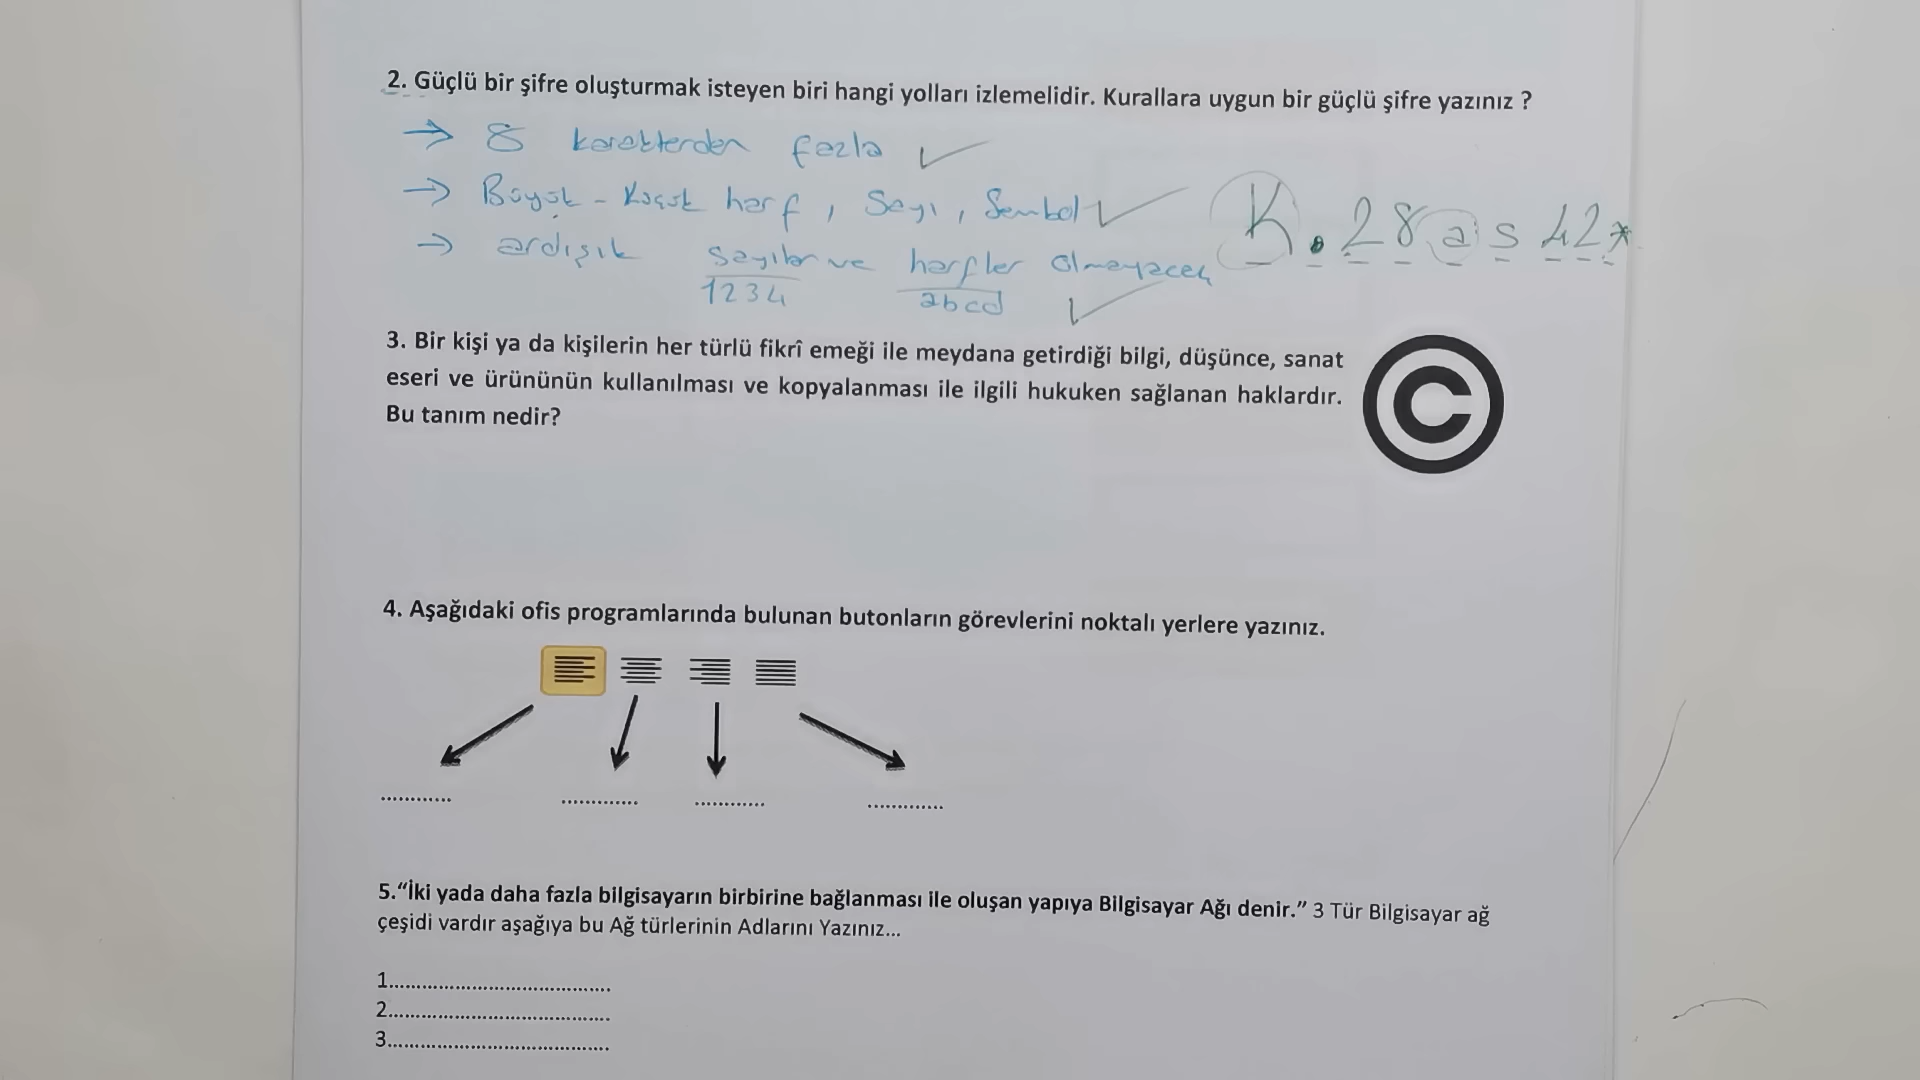 2. Güçlü bir şifre oluşturmak isteyen biri hangi yolları izlemelidir. Kurallara uygun bir güçlü şifre yazınız ?
→ 8 karakterden fazla ✓
→ Büyük - Küçük harf , Sayı , Sembol ✓
K.28as42*
→ ardışık sayılar ve harfler olmayacak
1234 abcd ✓
3. Bir kişi ya da kişilerin her türlü fikrî emeği ile meydana getirdiği bilgi, düşünce, sanat
eseri ve ürününün kullanılması ve kopyalanması ile ilgili hukuken sağlanan haklardır.
Bu tanım nedir?
©
4. Aşağıdaki ofis programlarında bulunan butonların görevlerini noktalı yerlere yazınız.
............ ............. ............ .............
5.“İki yada daha fazla bilgisayarın birbirine bağlanması ile oluşan yapıya Bilgisayar Ağı denir.” 3 Tür Bilgisayar ağ
çeşidi vardır aşağıya bu Ağ türlerinin Adlarını Yazınız...
1........................................
2........................................
3........................................